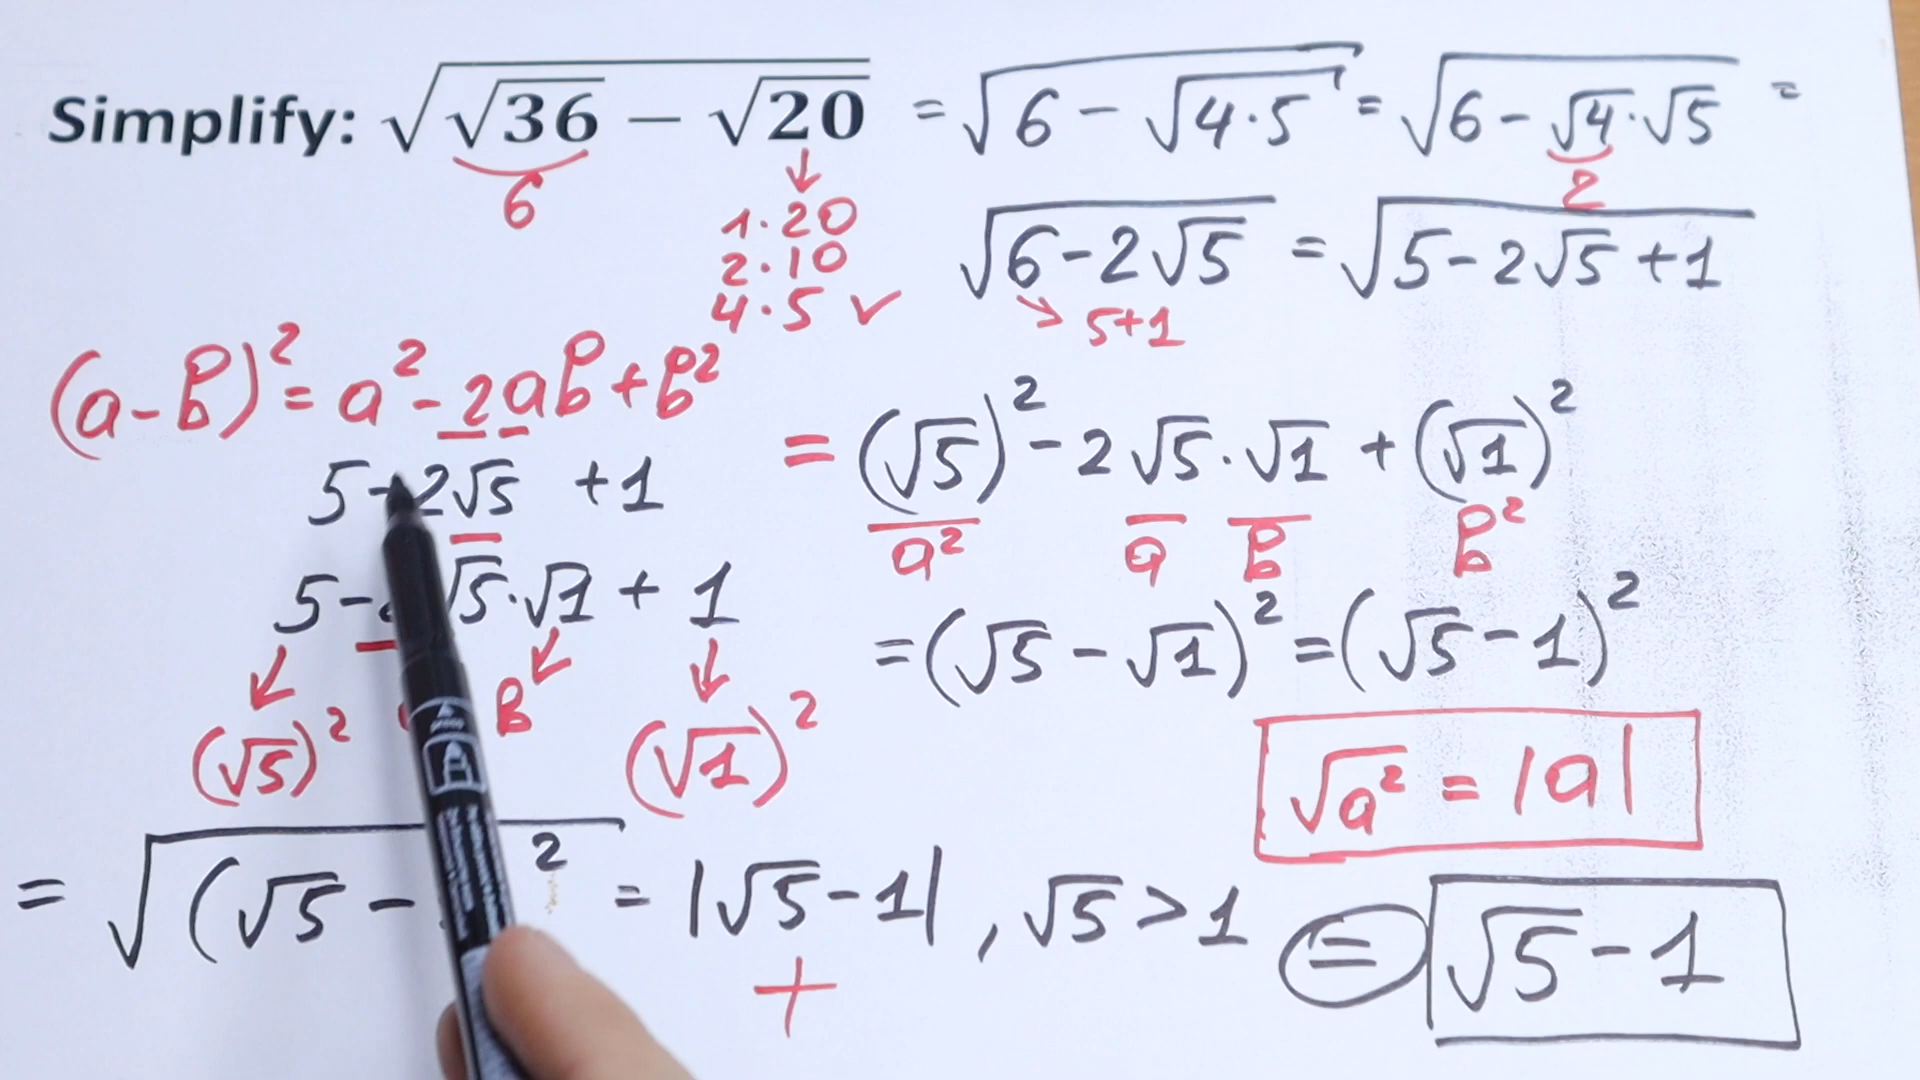 Simplify: √(√36 − √20) = √(6 − √(4·5)) = √(6 − √4·√5) =
6
2
1·20
2·10
4·5 ✓
√(6 − 2√5) = √(5 − 2√5 + 1)
5+1
(a−b)² = a² − 2ab + b²
5 − 2√5 + 1
= (√5)² − 2√5·√1 + (√1)²
a² a b b²
5 − √5·√1 + 1
= (√5 − √1)² = (√5 − 1)²
(√5)² B (√1)²
√a² = |a|
= √(√5 − ² = |√5 − 1| , √5 > 1 = √5 − 1
+